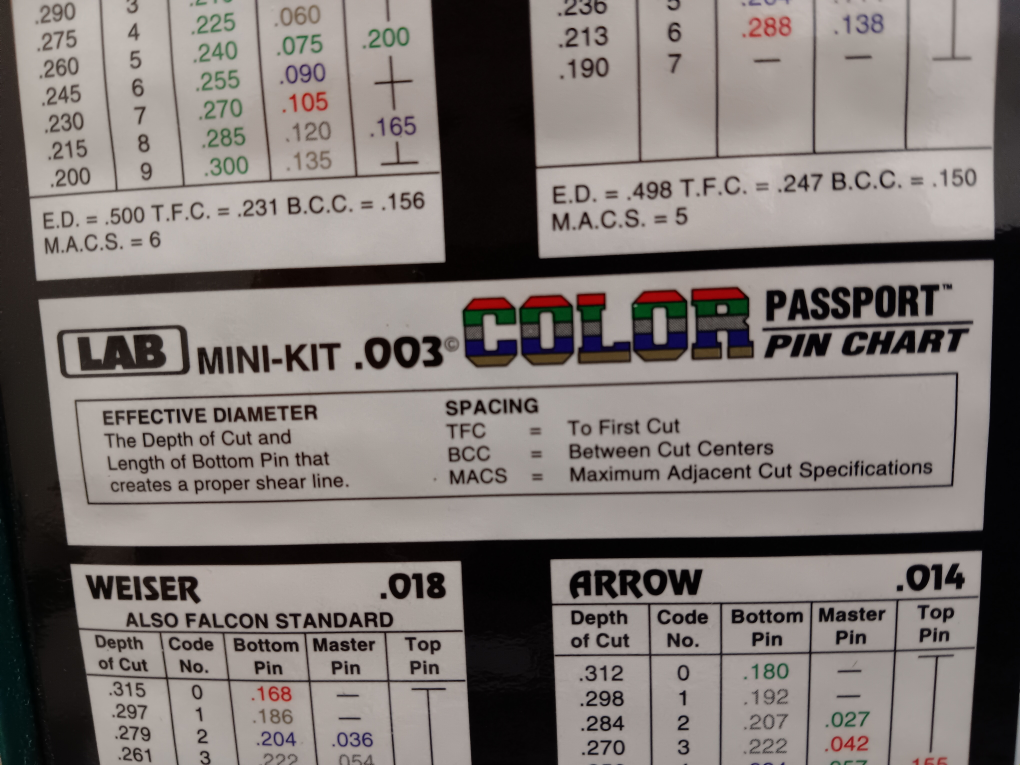 .290 3 .060
.275 4 .225 .075 .200
.260 5 .240 .090
.245 6 .255 .105
.230 7 .270 .120 .165
.215 8 .285 .135
.200 9 .300
E.D. = .500 T.F.C. = .231 B.C.C. = .156
M.A.C.S. = 6
.236 5
.213 6 .288 .138
.190 7 — —
E.D. = .498 T.F.C. = .247 B.C.C. = .150
M.A.C.S. = 5
LAB MINI-KIT .003© COLOR PASSPORT™
PIN CHART
EFFECTIVE DIAMETER
The Depth of Cut and
Length of Bottom Pin that
creates a proper shear line.
SPACING
TFC = To First Cut
BCC = Between Cut Centers
MACS = Maximum Adjacent Cut Specifications
WEISER .018
ALSO FALCON STANDARD
Depth Code Bottom Master Top
of Cut No. Pin Pin Pin
.315 0 .168 —
.297 1 .186 —
.279 2 .204 .036
.261 3 .222 .054
ARROW .014
Depth Code Bottom Master Top
of Cut No. Pin Pin Pin
.312 0 .180 —
.298 1 .192 —
.284 2 .207 .027
.270 3 .222 .042